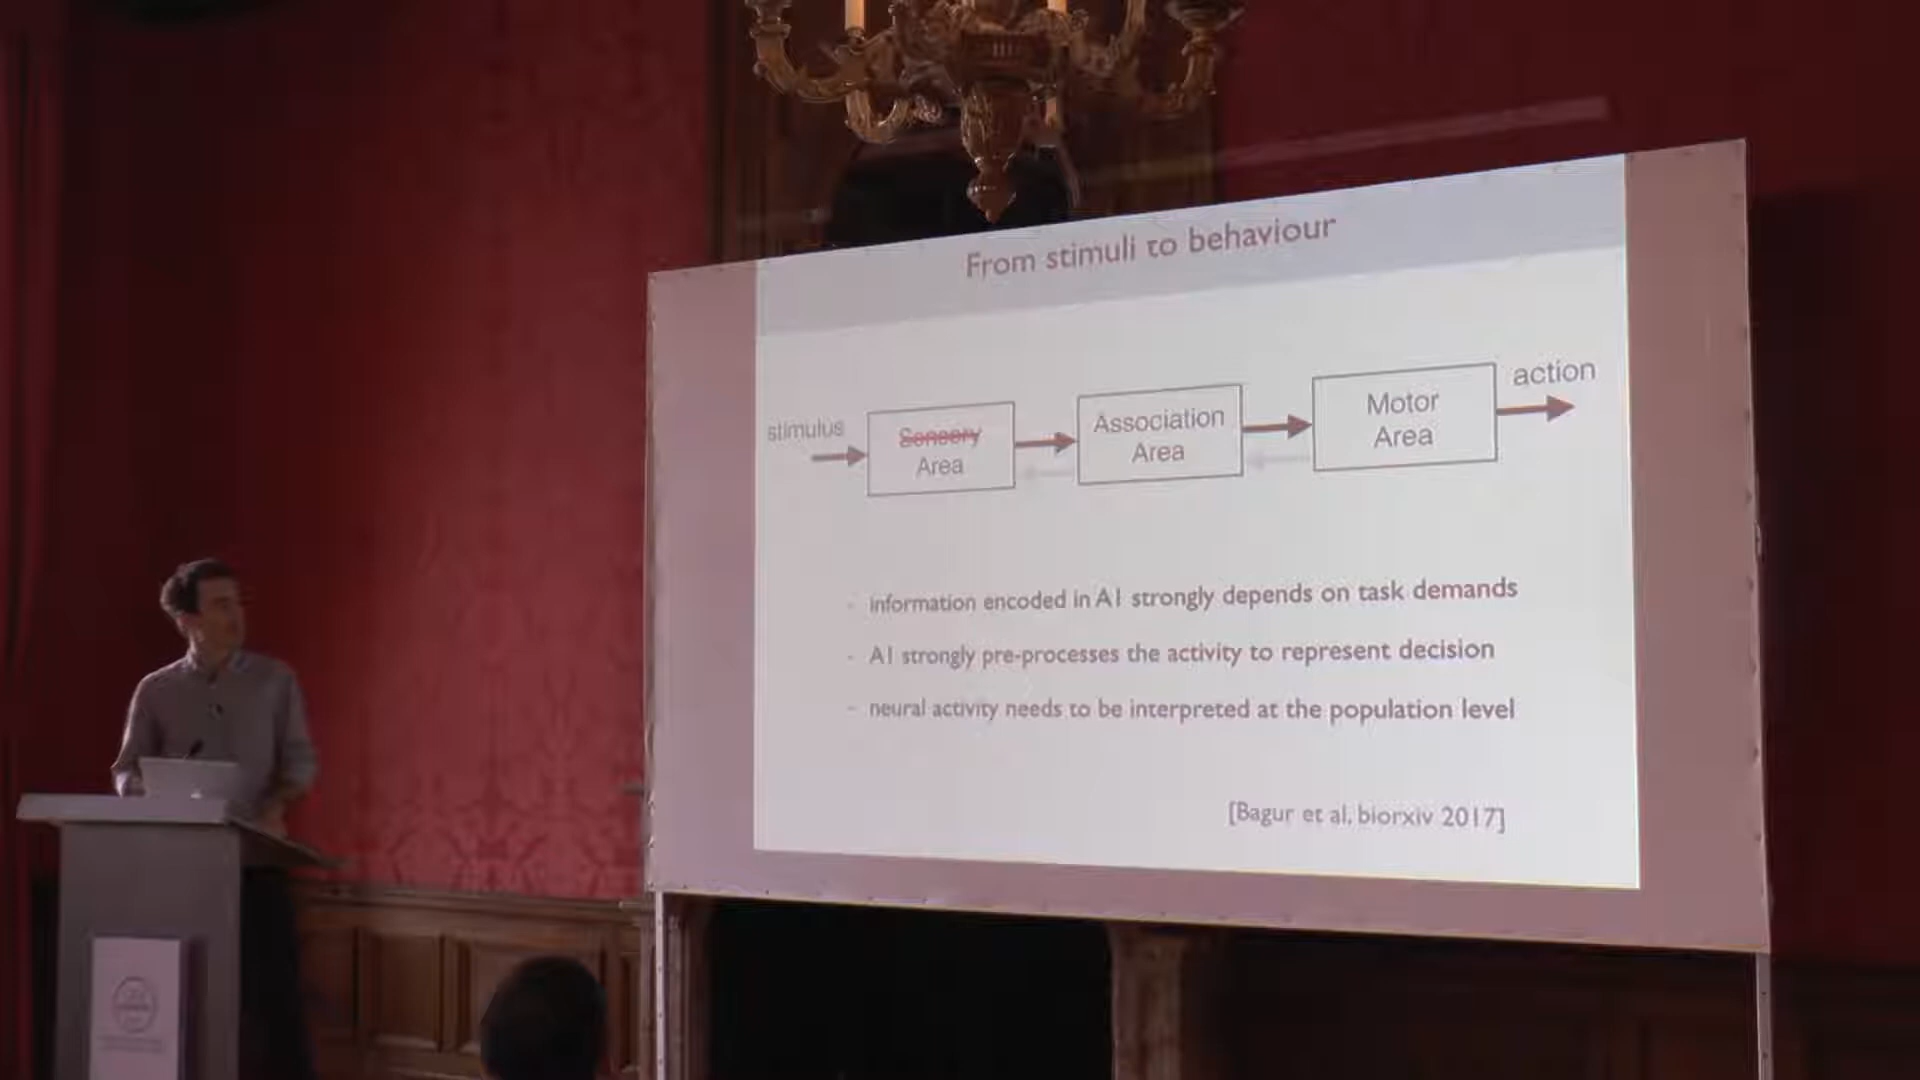 From stimuli to behaviour
stimulus
Sensory
Area
Association
Area
Motor
Area
action
- information encoded in A1 strongly depends on task demands
- A1 strongly pre-processes the activity to represent decision
- neural activity needs to be interpreted at the population level
[Bagur et al, biorxiv 2017]